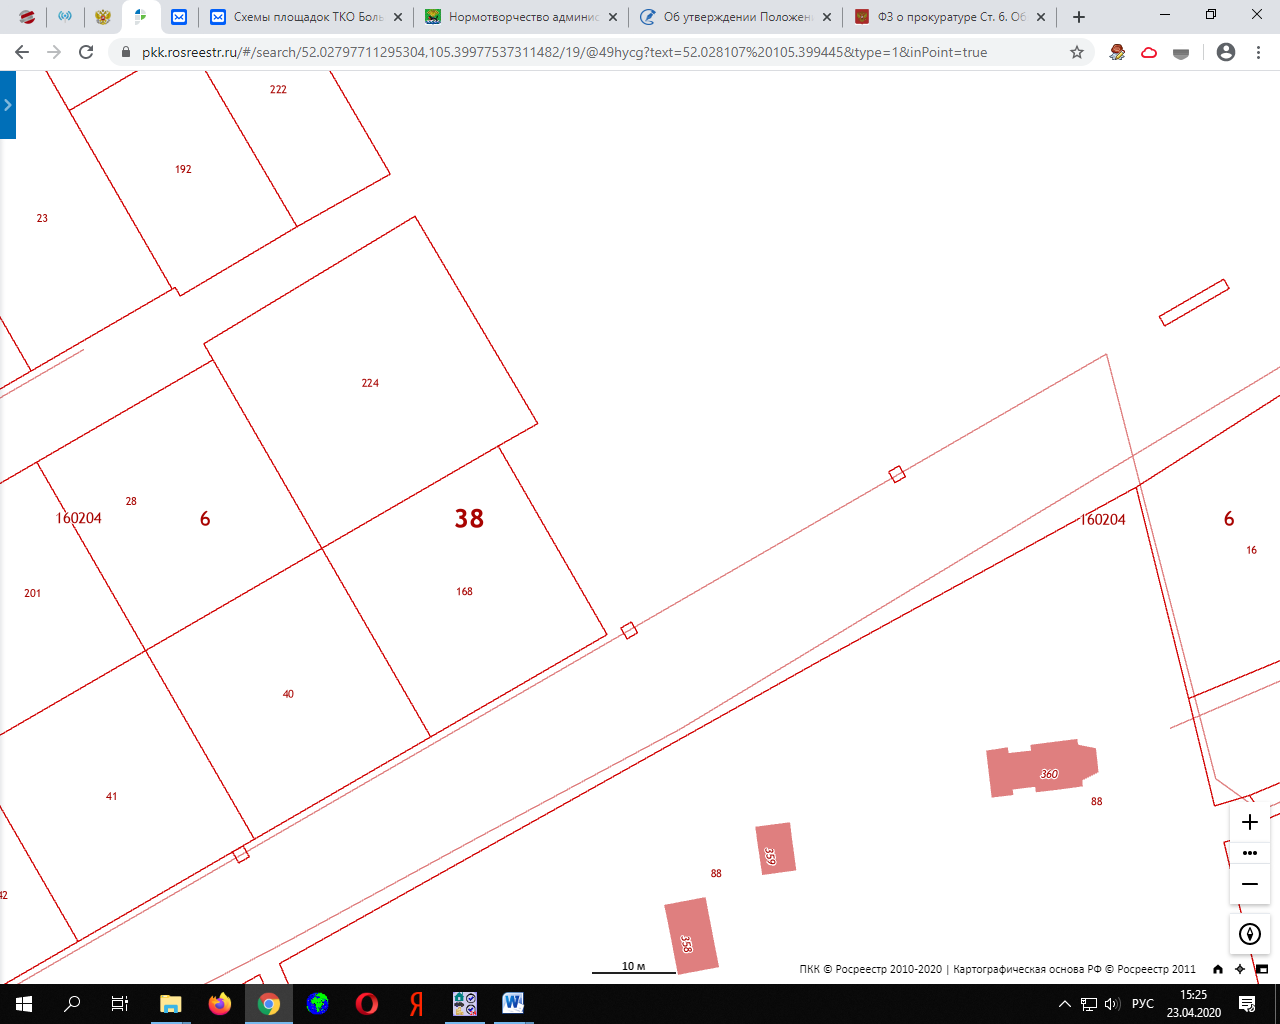 Схемы площадок ТКО Боль
Нормотворчество админис
Об утверждении Положени
ФЗ о прокуратуре Ст. 6. Об
pkk.rosreestr.ru/#/search/52.02797711295304,105.39977537311482/19/@49hycg?text=52.028107%20105.399445&type=1&inPoint=true
222
192
23
224
28
160204
6
38
160204
6
16
201
168
40
41
360
88
359
88
42
358
10 м
ПКК © Росреестр 2010-2020 | Картографическая основа РФ © Росреестр 2011
РУС
15:25
23.04.2020